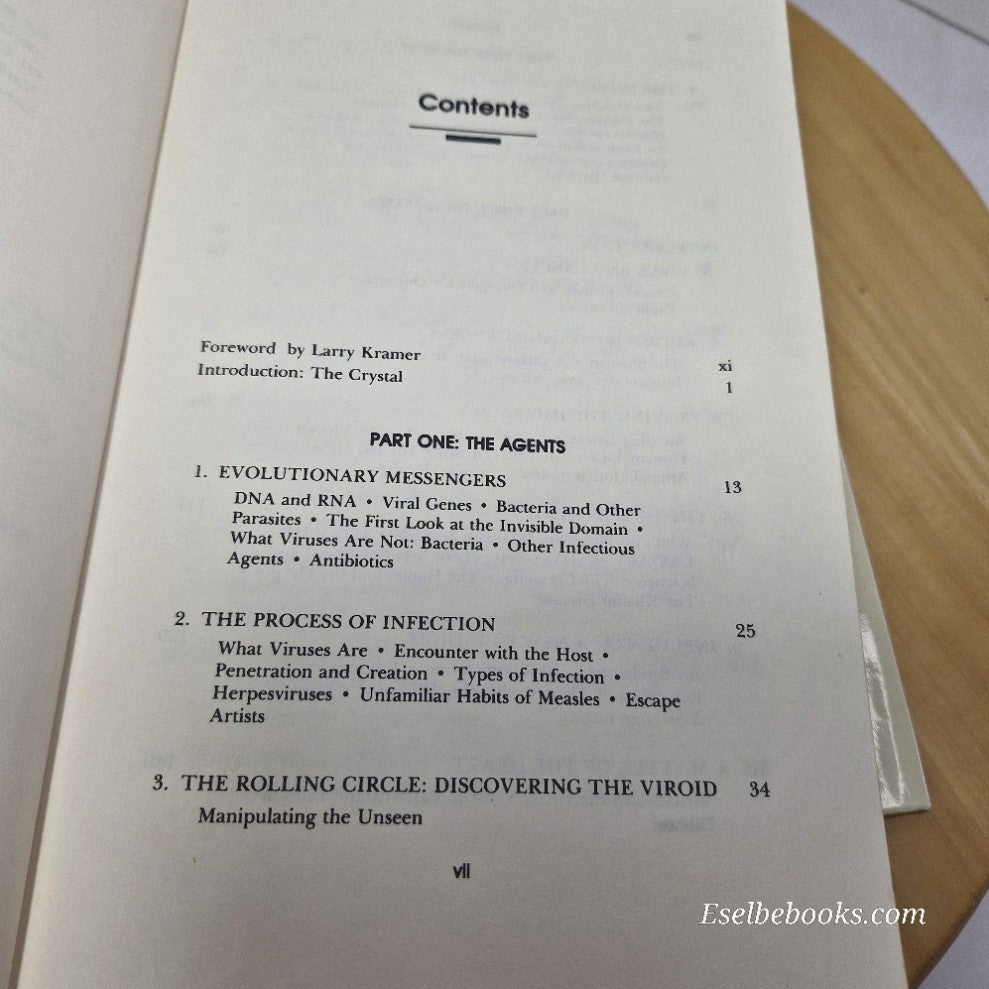 Contents
Foreword by Larry Kramer xi
Introduction: The Crystal 1
PART ONE: THE AGENTS
1. EVOLUTIONARY MESSENGERS 13
DNA and RNA • Viral Genes • Bacteria and Other
Parasites • The First Look at the Invisible Domain •
What Viruses Are Not: Bacteria • Other Infectious
Agents • Antibiotics
2. THE PROCESS OF INFECTION 25
What Viruses Are • Encounter with the Host •
Penetration and Creation • Types of Infection •
Herpesviruses • Unfamiliar Habits of Measles • Escape
Artists
3. THE ROLLING CIRCLE: DISCOVERING THE VIROID 34
Manipulating the Unseen
vii
Eselbebooks.com